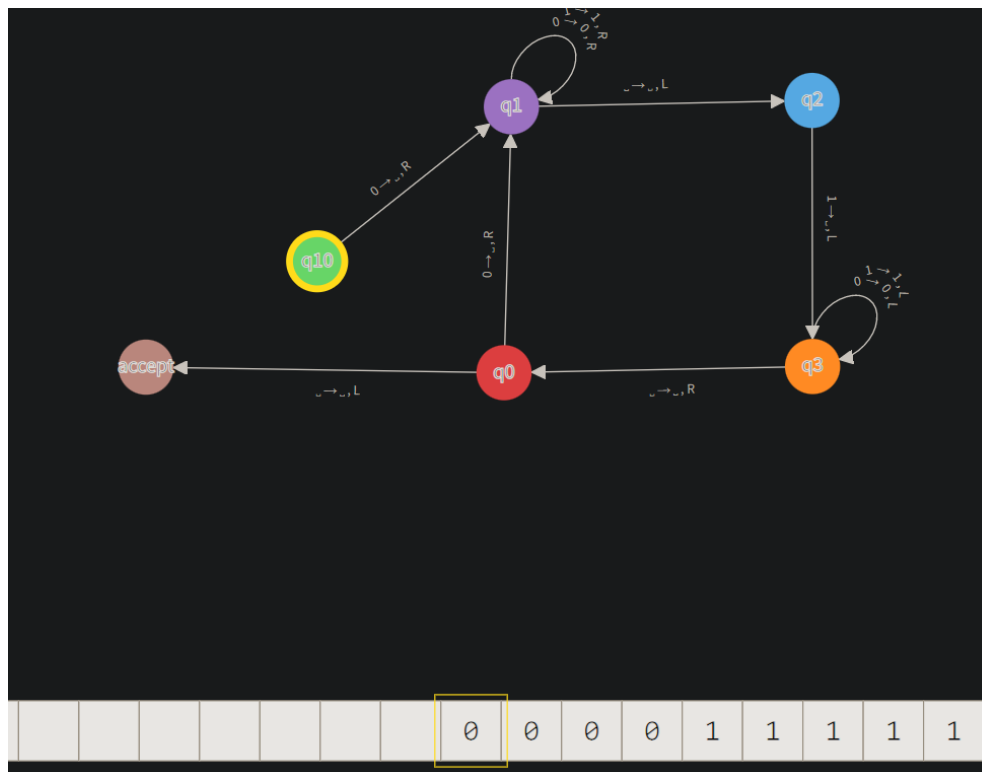 1→1,R
0→0,R
␣→␣,L
q1
q2
0→␣,R
1→␣,L
0→␣,R
q10
1→1,L
0→0,L
accept
q0
q3
␣→␣,L
␣→␣,R
0 0 0 0 1 1 1 1 1